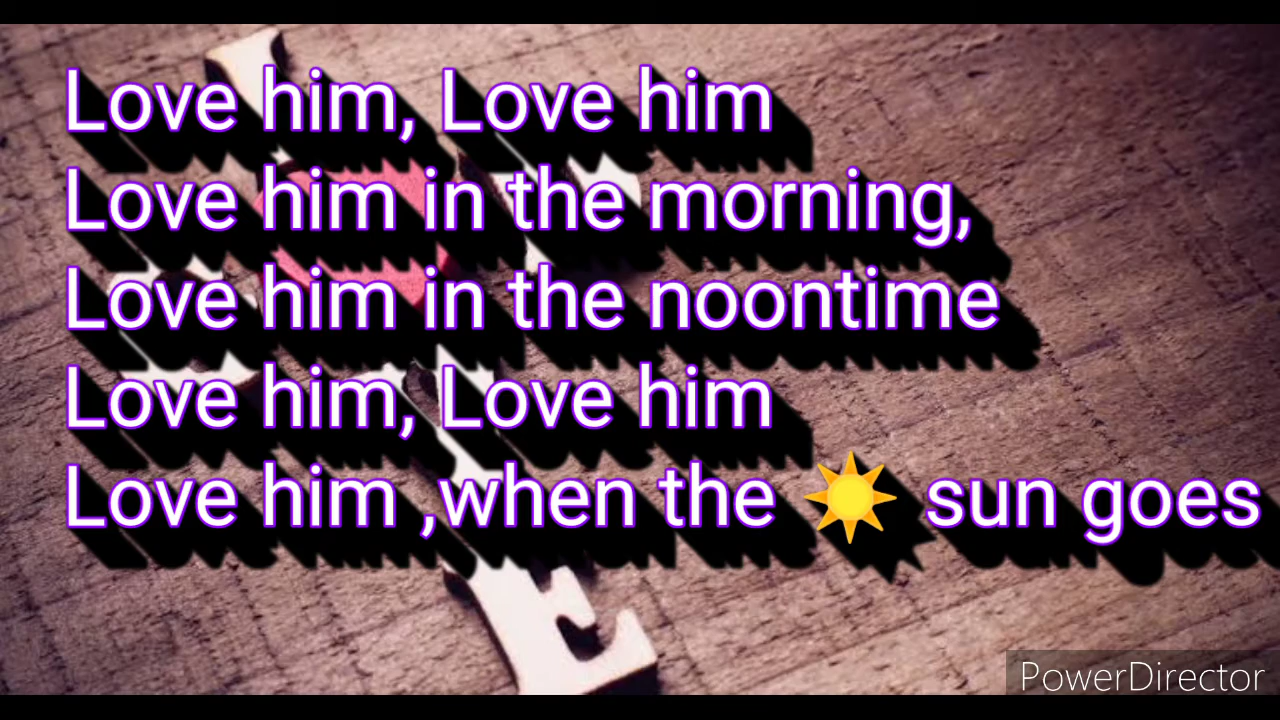 Love him, Love him
Love him in the morning,
Love him in the noontime
Love him, Love him
Love him ,when the ☀️ sun goes
PowerDirector